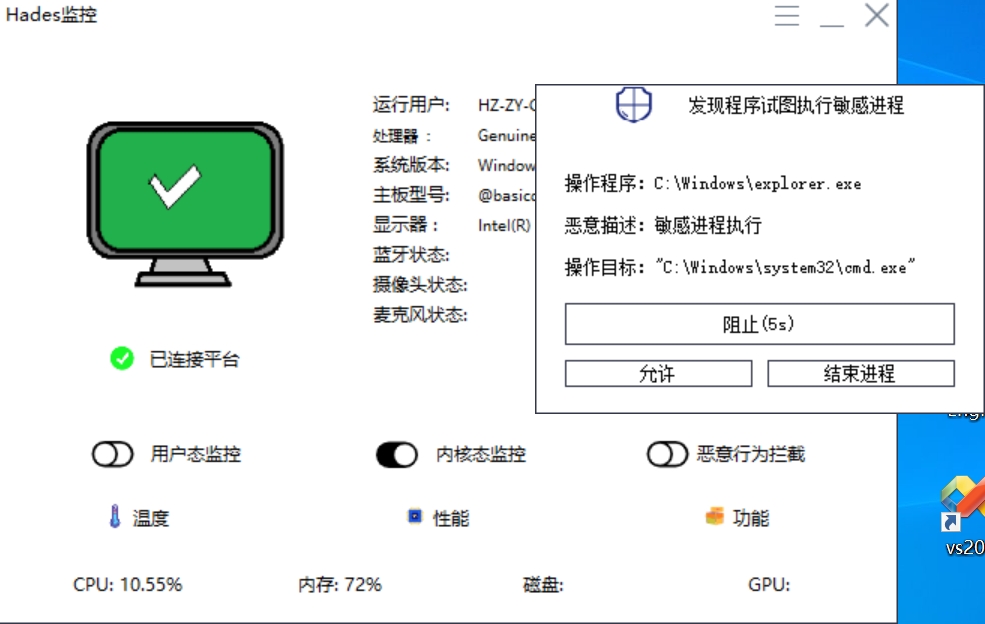 Hades监控
运行用户: HZ-ZY-
处理器 : Genuine
系统版本: Window
主板型号: @basic
显示器 : Intel(R)
蓝牙状态:
摄像头状态:
麦克风状态:
已连接平台
发现程序试图执行敏感进程
操作程序: C:\Windows\explorer.exe
恶意描述: 敏感进程执行
操作目标: "C:\Windows\system32\cmd.exe"
阻止(5s)
允许 结束进程
用户态监控 内核态监控 恶意行为拦截
温度 性能 功能
CPU: 10.55% 内存: 72% 磁盘: GPU:
vs20